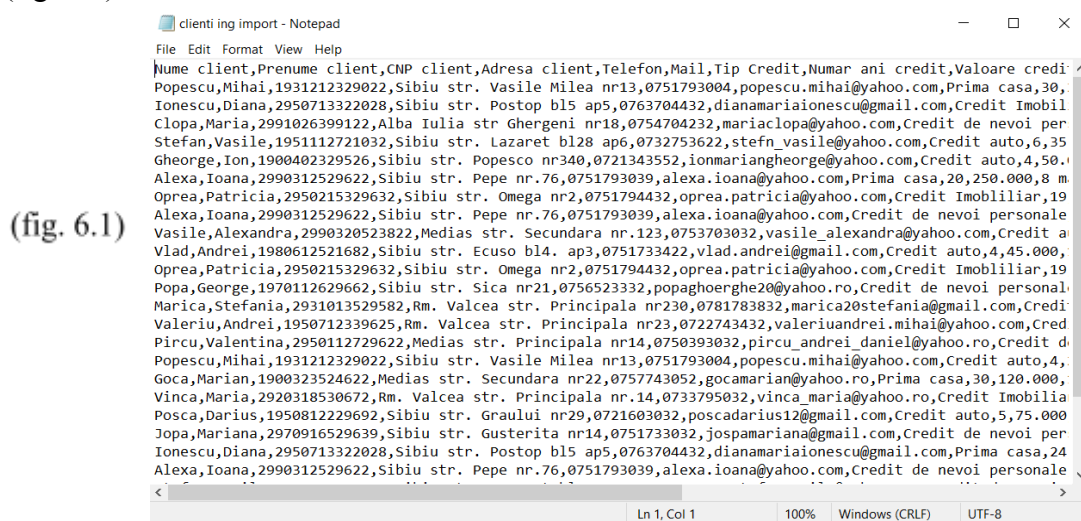 clienti ing import - Notepad
File Edit Format View Help
Nume client,Prenume client,CNP client,Adresa client,Telefon,Mail,Tip Credit,Numar ani credit,Valoare credi
Popescu,Mihai,1931212329022,Sibiu str. Vasile Milea nr13,0751793004,popescu.mihai@yahoo.com,Prima casa,30,
Ionescu,Diana,2950713322028,Sibiu str. Postop bl5 ap5,0763704432,dianamariaionescu@gmail.com,Credit Imobil
Clopa,Maria,2991026399122,Alba Iulia str Ghergeni nr18,0754704232,mariaclopa@yahoo.com,Credit de nevoi per
Stefan,Vasile,1951112721032,Sibiu str. Lazaret bl28 ap6,0732753622,stefn_vasile@yahoo.com,Credit auto,6,35
Gheorge,Ion,1900402329526,Sibiu str. Popesco nr340,0721343552,ionmariangheorge@yahoo.com,Credit auto,4,50.
Alexa,Ioana,2990312529622,Sibiu str. Pepe nr.76,0751793039,alexa.ioana@yahoo.com,Prima casa,20,250.000,8 m
Oprea,Patricia,2950215329632,Sibiu str. Omega nr2,0751794432,oprea.patricia@yahoo.com,Credit Imobliliar,19
(fig. 6.1)
Alexa,Ioana,2990312529622,Sibiu str. Pepe nr.76,0751793039,alexa.ioana@yahoo.com,Credit de nevoi personale
Vasile,Alexandra,2990320523822,Medias str. Secundara nr.123,0753703032,vasile_alexandra@yahoo.com,Credit a
Vlad,Andrei,1980612521682,Sibiu str. Ecuso bl4. ap3,0751733422,vlad.andrei@gmail.com,Credit auto,4,45.000,
Oprea,Patricia,2950215329632,Sibiu str. Omega nr2,0751794432,oprea.patricia@yahoo.com,Credit Imobliliar,19
Popa,George,1970112629662,Sibiu str. Sica nr21,0756523332,popaghoerghe20@yahoo.ro,Credit de nevoi personal
Marica,Stefania,2931013529582,Rm. Valcea str. Principala nr230,0781783832,marica20stefania@gmail.com,Credi
Valeriu,Andrei,1950712339625,Rm. Valcea str. Principala nr23,0722743432,valeriuandrei.mihai@yahoo.com,Cred
Pircu,Valentina,2950112729622,Medias str. Principala nr14,0750393032,pircu_andrei_daniel@yahoo.ro,Credit d
Popescu,Mihai,1931212329022,Sibiu str. Vasile Milea nr13,0751793004,popescu.mihai@yahoo.com,Credit auto,4,
Goca,Marian,1900323524622,Medias str. Secundara nr22,0757743052,gocamarian@yahoo.ro,Prima casa,30,120.000,
Vinca,Maria,2920318530672,Rm. Valcea str. Principala nr.14,0733795032,vinca_maria@yahoo.ro,Credit Imobilia
Posca,Darius,1950812229692,Sibiu str. Graului nr29,0721603032,poscadarius12@gmail.com,Credit auto,5,75.000
Jopa,Mariana,2970916529639,Sibiu str. Gusterita nr14,0751733032,jospamariana@gmail.com,Credit de nevoi per
Ionescu,Diana,2950713322028,Sibiu str. Postop bl5 ap5,0763704432,dianamariaionescu@gmail.com,Prima casa,24
Alexa,Ioana,2990312529622,Sibiu str. Pepe nr.76,0751793039,alexa.ioana@yahoo.com,Credit de nevoi personale
Ln 1, Col 1 100% Windows (CRLF) UTF-8